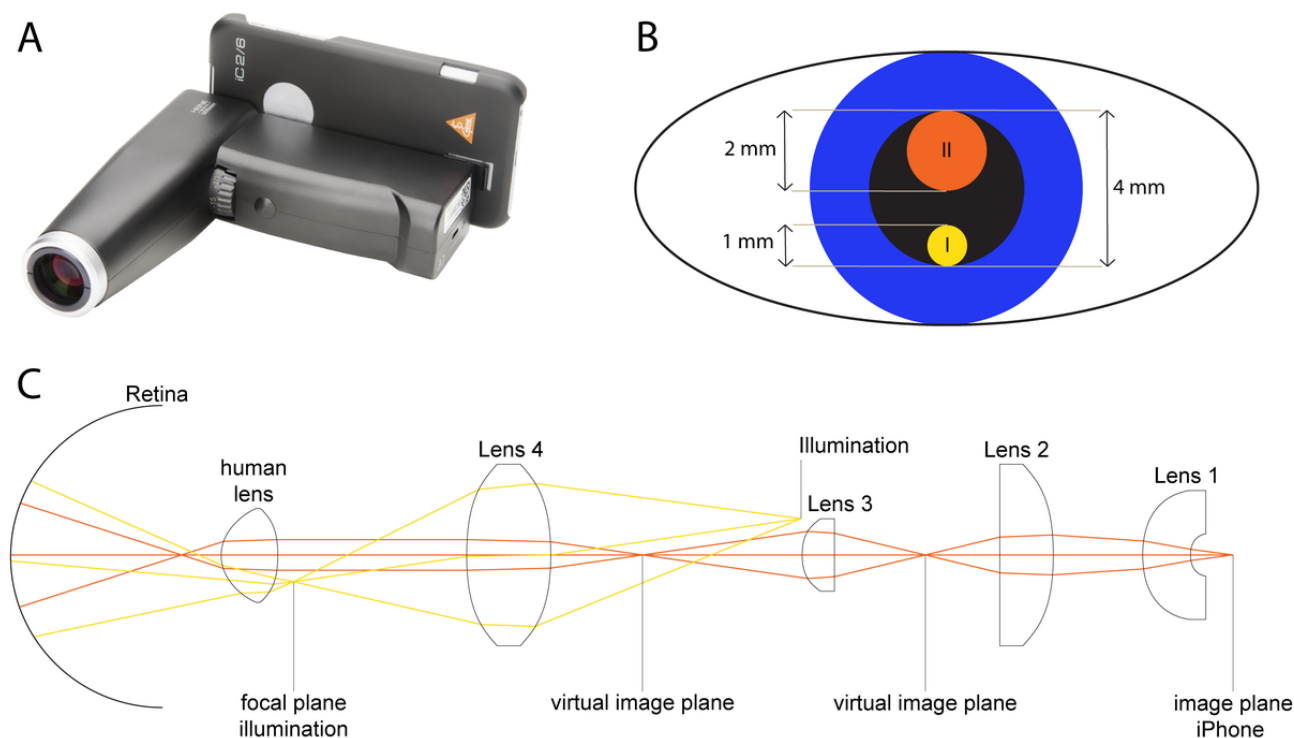 A
iC2/6
B
2 mm
II
4 mm
1 mm
I
C
Retina
human
lens
Lens 4
Illumination
Lens 3
Lens 2
Lens 1
focal plane
illumination
virtual image plane
virtual image plane
image plane
iPhone